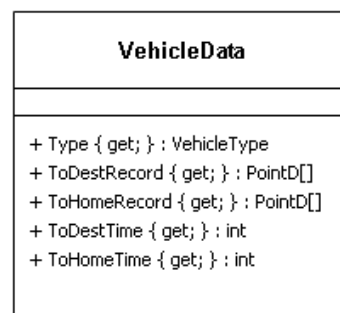 VehicleData
+ Type { get; } : VehicleType
+ ToDestRecord { get; } : PointD[]
+ ToHomeRecord { get; } : PointD[]
+ ToDestTime { get; } : int
+ ToHomeTime { get; } : int